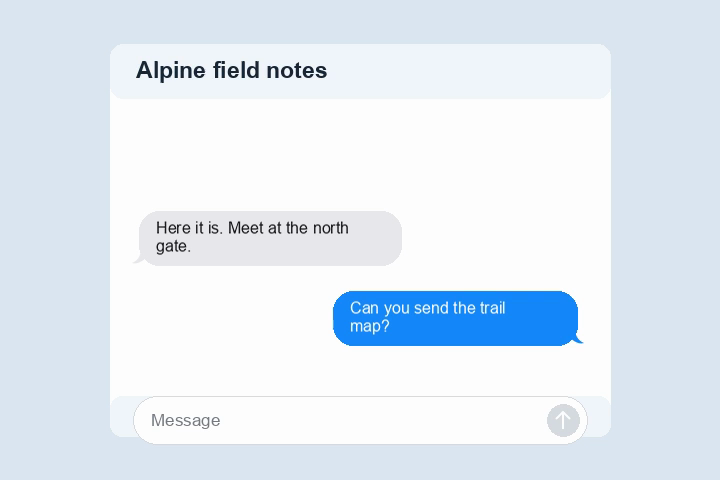 Alpine field notes
Here it is. Meet at the north
gate.
Can you send the trail
map?
Message